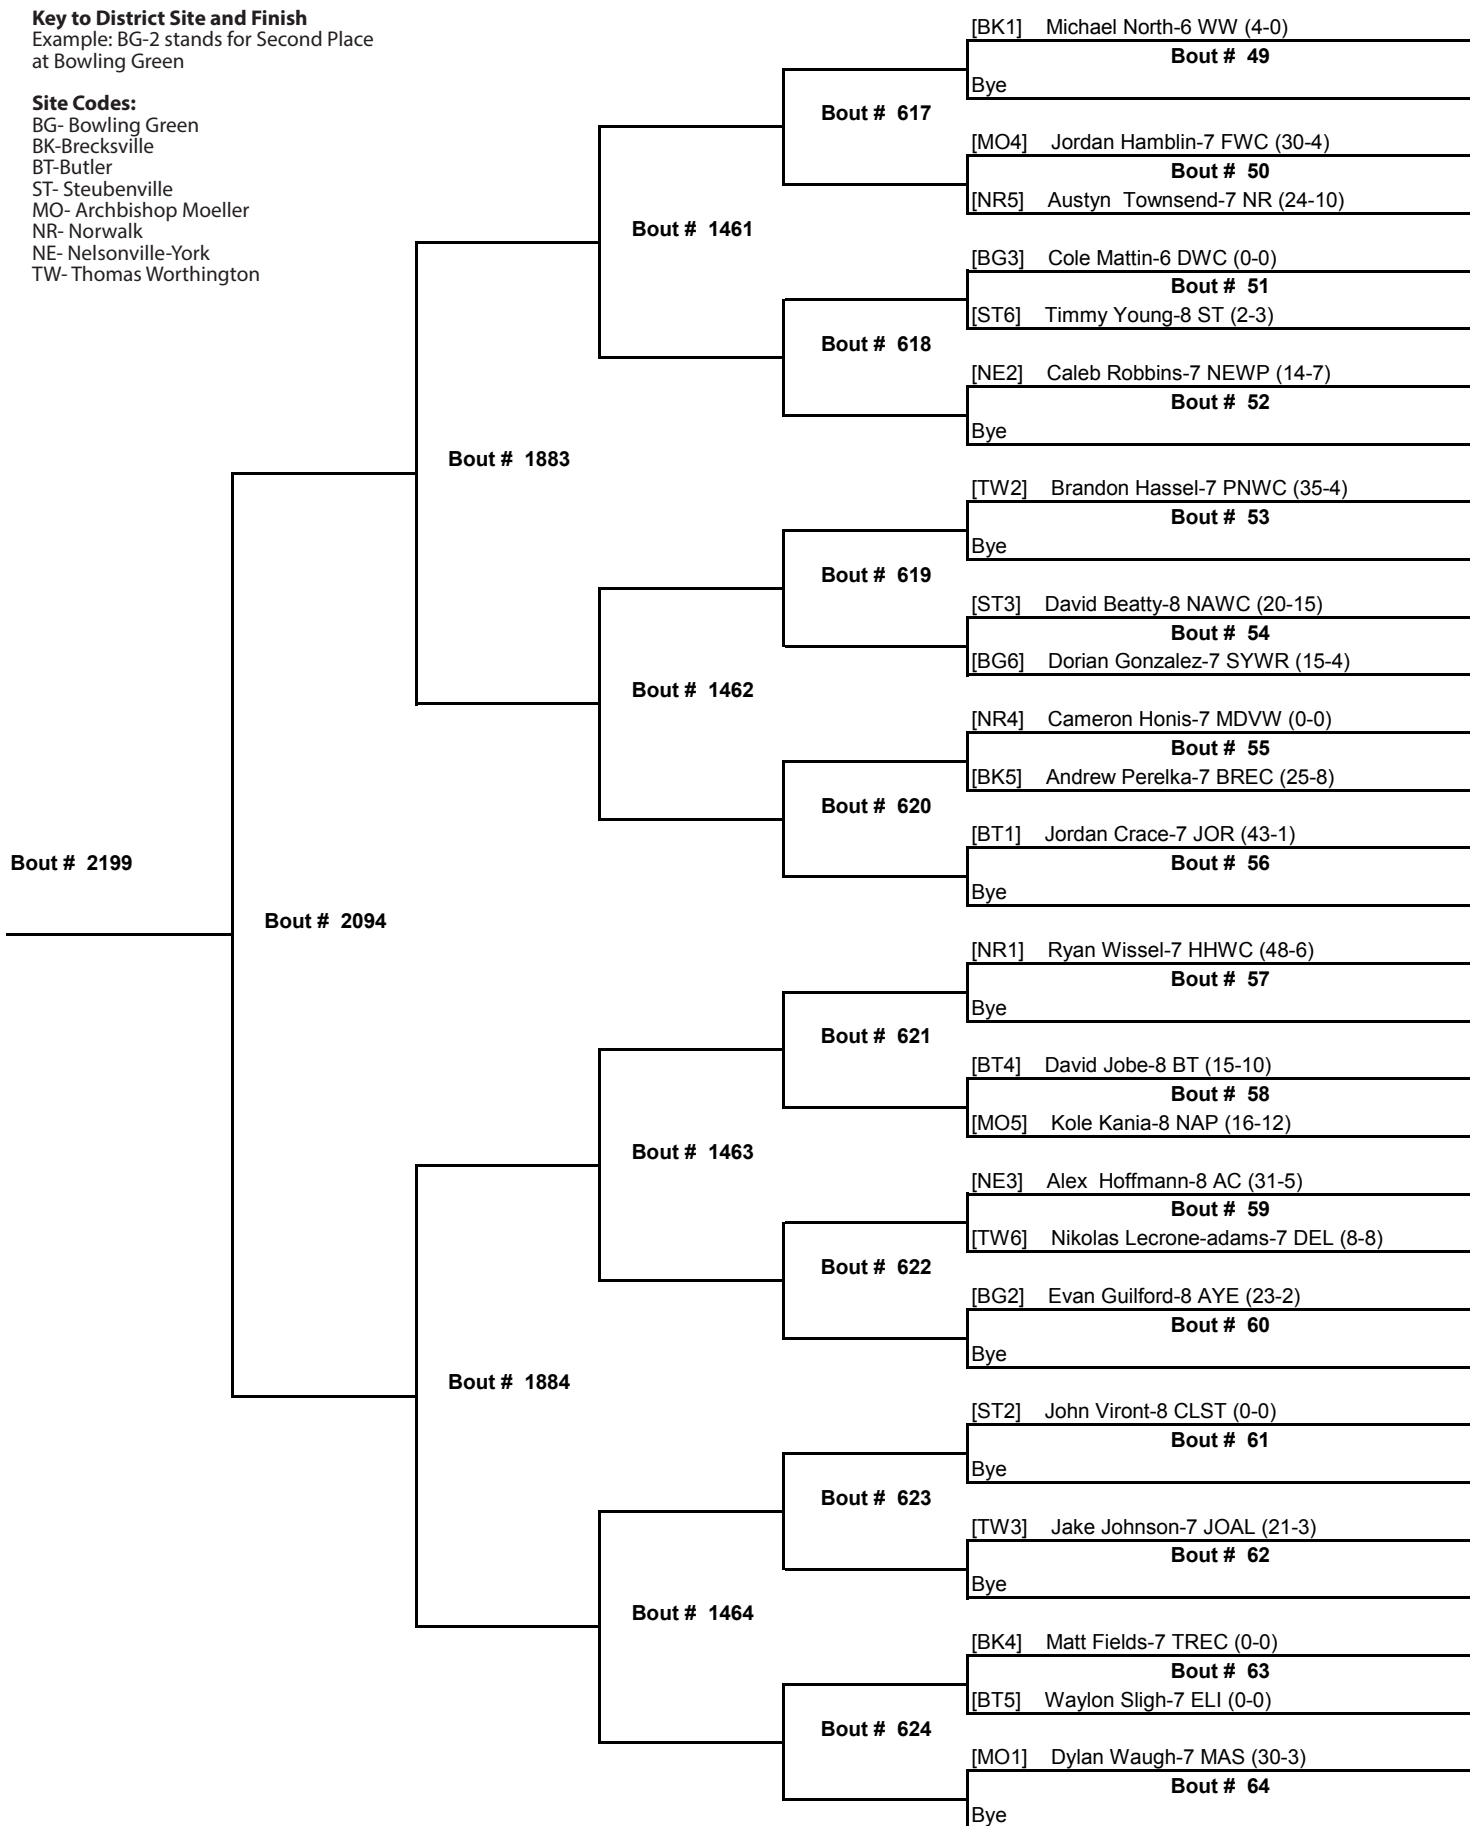 Key to District Site and Finish
Example: BG-2 stands for Second Place
at Bowling Green
Site Codes:
BG- Bowling Green
BK-Brecksville
BT-Butler
ST- Steubenville
MO- Archbishop Moeller
NR- Norwalk
NE- Nelsonville-York
TW- Thomas Worthington
[BK1] Michael North-6 WW (4-0)
Bout # 49
Bye
Bout # 617
[MO4] Jordan Hamblin-7 FWC (30-4)
Bout # 50
[NR5] Austyn  Townsend-7 NR (24-10)
Bout # 1461
[BG3] Cole Mattin-6 DWC (0-0)
Bout # 51
[ST6] Timmy Young-8 ST (2-3)
Bout # 618
[NE2] Caleb Robbins-7 NEWP (14-7)
Bout # 52
Bye
Bout # 1883
[TW2] Brandon Hassel-7 PNWC (35-4)
Bout # 53
Bye
Bout # 619
[ST3] David Beatty-8 NAWC (20-15)
Bout # 54
[BG6] Dorian Gonzalez-7 SYWR (15-4)
Bout # 1462
[NR4] Cameron Honis-7 MDVW (0-0)
Bout # 55
[BK5] Andrew Perelka-7 BREC (25-8)
Bout # 620
[BT1] Jordan Crace-7 JOR (43-1)
Bout # 56
Bye
Bout # 2199
Bout # 2094
[NR1] Ryan Wissel-7 HHWC (48-6)
Bout # 57
Bye
Bout # 621
[BT4] David Jobe-8 BT (15-10)
Bout # 58
[MO5] Kole Kania-8 NAP (16-12)
Bout # 1463
[NE3] Alex  Hoffmann-8 AC (31-5)
Bout # 59
[TW6] Nikolas Lecrone-adams-7 DEL (8-8)
Bout # 622
[BG2] Evan Guilford-8 AYE (23-2)
Bout # 60
Bye
Bout # 1884
[ST2] John Viront-8 CLST (0-0)
Bout # 61
Bye
Bout # 623
[TW3] Jake Johnson-7 JOAL (21-3)
Bout # 62
Bye
Bout # 1464
[BK4] Matt Fields-7 TREC (0-0)
Bout # 63
[BT5] Waylon Sligh-7 ELI (0-0)
Bout # 624
[MO1] Dylan Waugh-7 MAS (30-3)
Bout # 64
Bye